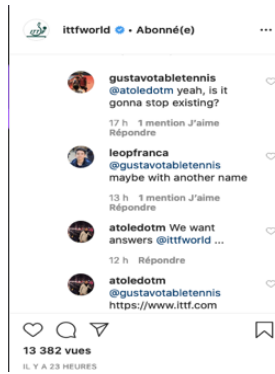 ittfworld • Abonné(e)
gustavotabletennis
@atoledotm yeah, is it
gonna stop existing?
17 h 1 mention J'aime
Répondre
leopfranca
@gustavotabletennis
maybe with another name
13 h 1 mention J'aime
Répondre
atoledotm We want
answers @ittfworld ...
12 h Répondre
atoledotm
@gustavotabletennis
https://www.ittf.com
13 382 vues
IL Y A 23 HEURES